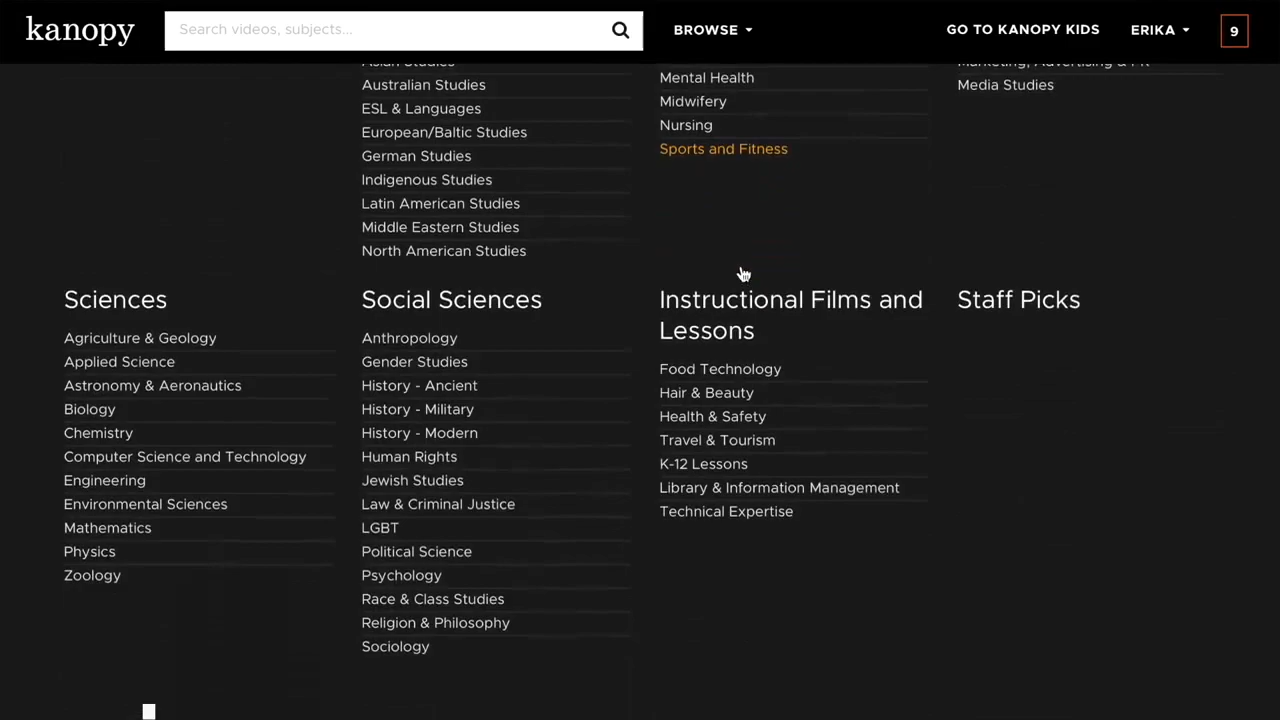 kanopy
Search videos, subjects...
BROWSE
GO TO KANOPY KIDS
ERIKA
9
Asian Studies
Australian Studies
ESL & Languages
European/Baltic Studies
German Studies
Indigenous Studies
Latin American Studies
Middle Eastern Studies
North American Studies
Mental Health
Midwifery
Nursing
Sports and Fitness
Marketing, Advertising & PR
Media Studies
Sciences
Agriculture & Geology
Applied Science
Astronomy & Aeronautics
Biology
Chemistry
Computer Science and Technology
Engineering
Environmental Sciences
Mathematics
Physics
Zoology
Social Sciences
Anthropology
Gender Studies
History - Ancient
History - Military
History - Modern
Human Rights
Jewish Studies
Law & Criminal Justice
LGBT
Political Science
Psychology
Race & Class Studies
Religion & Philosophy
Sociology
Instructional Films and
Lessons
Food Technology
Hair & Beauty
Health & Safety
Travel & Tourism
K-12 Lessons
Library & Information Management
Technical Expertise
Staff Picks